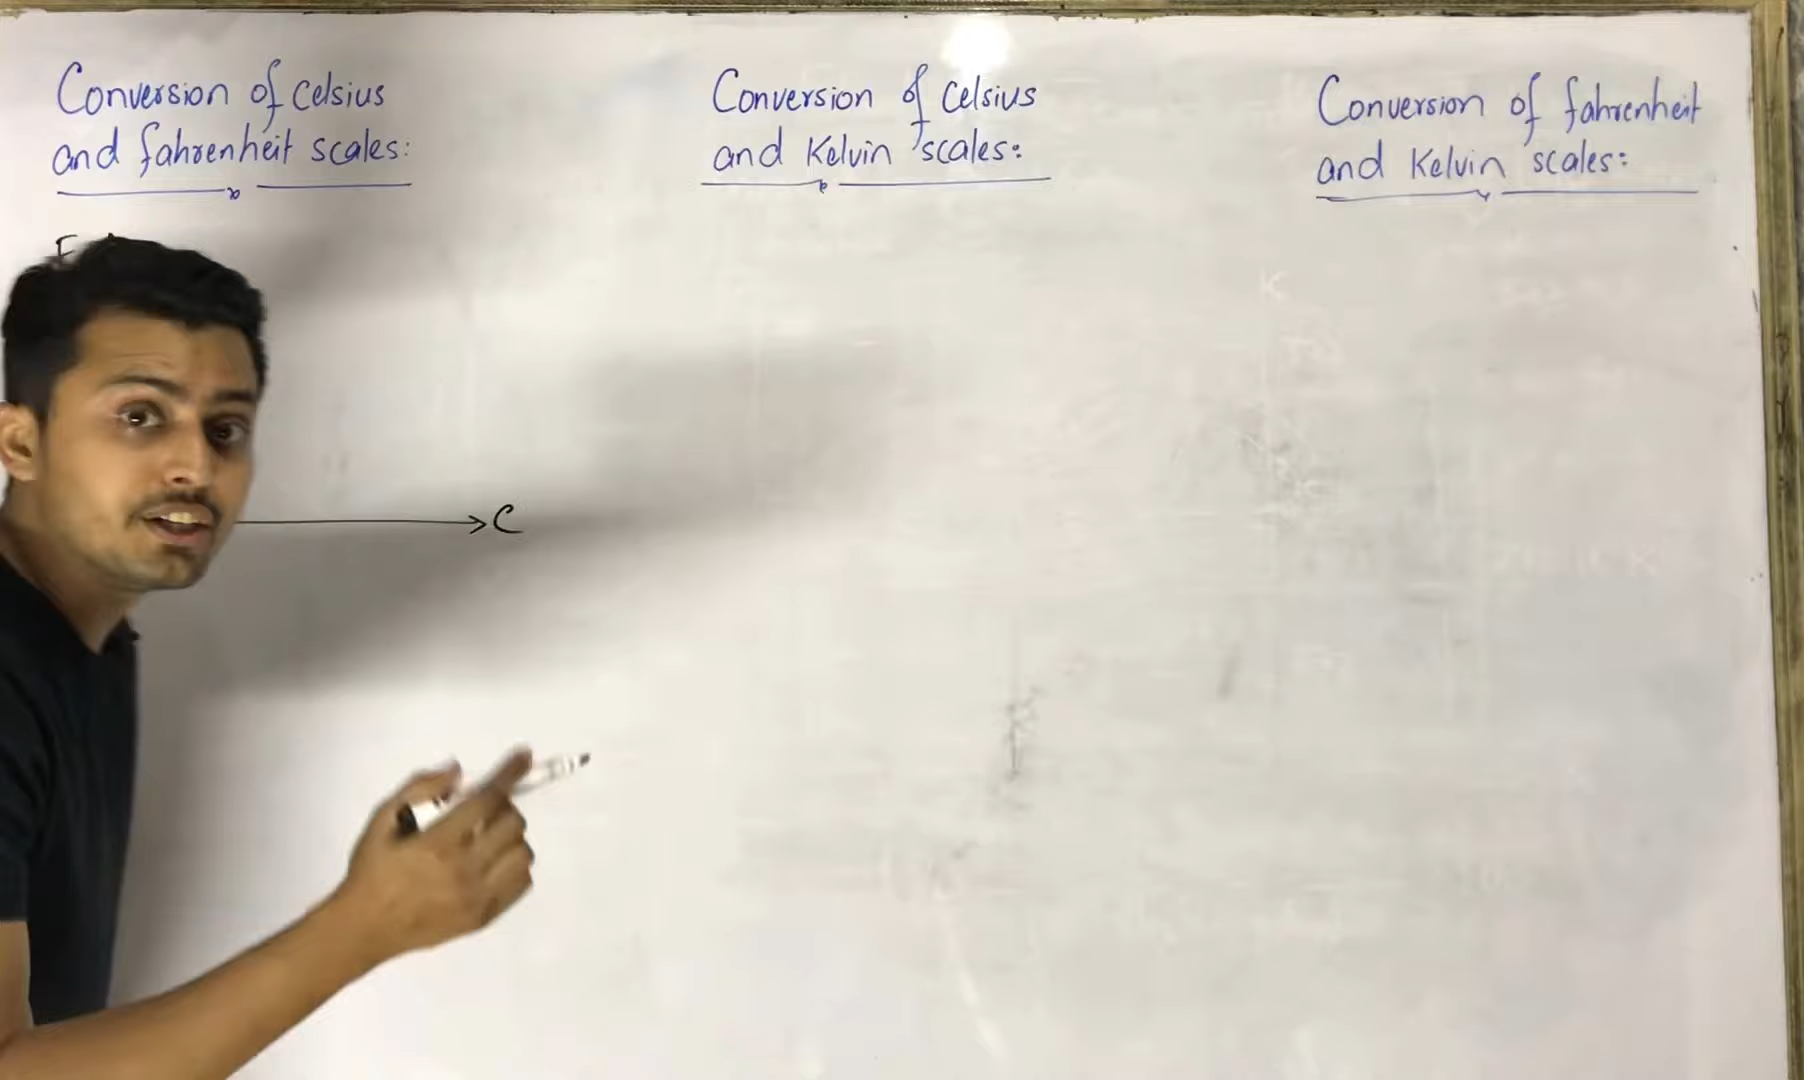 Conversion of Celsius
and fahrenheit scales:
Conversion of Celsius
and Kelvin scales:
Conversion of fahrenheit
and Kelvin scales:
F
C